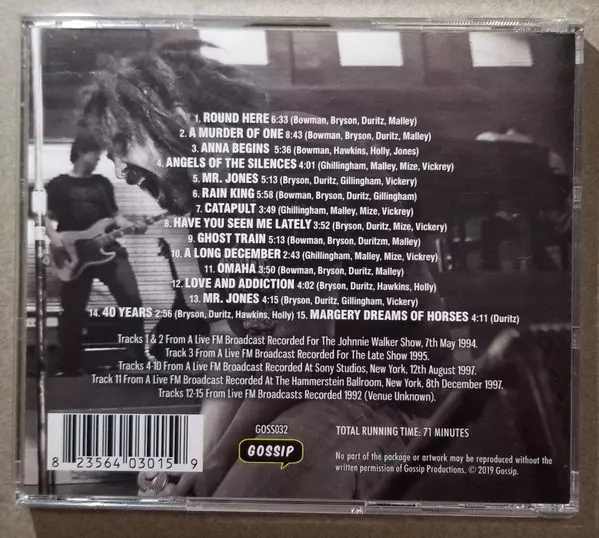 1. ROUND HERE 6:33 (Bowman, Bryson, Duritz, Malley)
2. A MURDER OF ONE 8:43 (Bowman, Bryson, Duritz, Malley)
3. ANNA BEGINS 5:36 (Bowman, Hawkins, Holly, Jones)
4. ANGELS OF THE SILENCES 4:01 (Ghillingham, Malley, Mize, Vickrey)
5. MR. JONES 5:13 (Bryson, Duritz, Gillingham, Vickery)
6. RAIN KING 5:58 (Bowman, Bryson, Gillingham)
7. CATAPULT 3:49 (Ghillingham, Malley, Mize, Vickrey)
8. HAVE YOU SEEN ME LATELY 3:52 (Bryson, Duritz, Mize, Vickrey)
9. GHOST TRAIN 5:13 (Bowman, Bryson, Duritzm, Malley)
10. A LONG DECEMBER 2:43 (Ghillingham, Malley, Mize, Vickrey)
11. OMAHA 3:50 (Bowman, Bryson, Duritz, Malley)
12. LOVE AND ADDICTION 4:02 (Bryson, Duritz, Hawkins, Holly)
13. MR. JONES 4:15 (Bryson, Duritz, Gillingham, Vickrey)
14. 40 YEARS 2:56 (Bryson, Duritz, Hawkins, Holly) 15. MARGERY DREAMS OF HORSES 4:11 (Duritz)
Tracks 1 & 2 From A Live FM Broadcast Recorded For The Johnnie Walker Show, 7th May 1994.
Track 3 From A Live FM Broadcast Recorded For The Late Show 1995.
Tracks 4-10 From A Live FM Broadcast Recorded At Sony Studios, New York, 12th August 1997.
Track 11 From A Live FM Broadcast Recorded At The Hammerstein Ballroom, New York, 8th December 1997.
Tracks 12-15 From Live FM Broadcasts Recorded 1992 (Venue Unknown).
8 23564 03015 9
GOSS032
GOSSIP
TOTAL RUNNING TIME: 71 MINUTES
No part of the package or artwork may be reproduced without the
written permission of Gossip Productions. © 2019 Gossip.